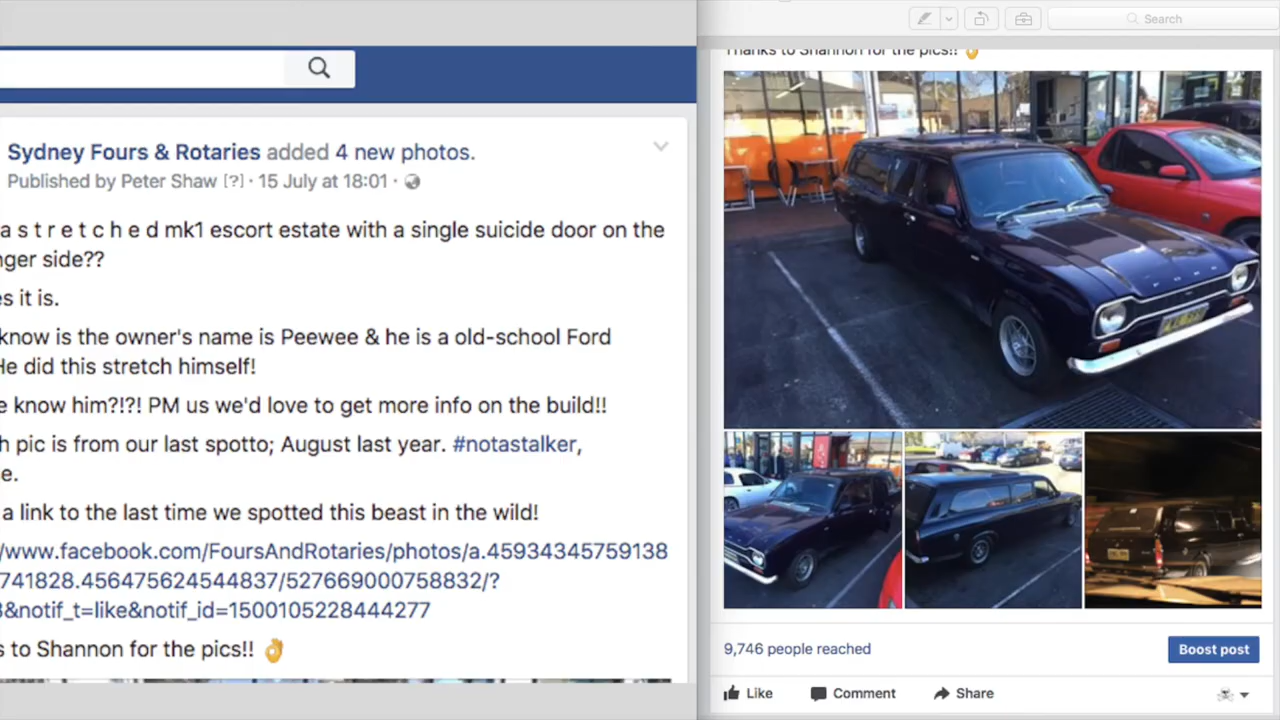 Sydney Fours & Rotaries added 4 new photos.
Published by Peter Shaw [?] · 15 July at 18:01 ·
a s t r e t c h e d mk1 escort estate with a single suicide door on the
nger side??
s it is.
know is the owner's name is Peewee & he is a old-school Ford
He did this stretch himself!
e know him?!?! PM us we'd love to get more info on the build!!
h pic is from our last spotto; August last year. #notastalker,
e.
a link to the last time we spotted this beast in the wild!
/www.facebook.com/FoursAndRotaries/photos/a.45934345759138
741828.456475624544837/527669000758832/?
3&notif_t=like&notif_id=1500105228444277
s to Shannon for the pics!! 👌
Search
Thanks to Shannon for the pics!! 👌
FORD
9,746 people reached
Boost post
Like
Comment
Share